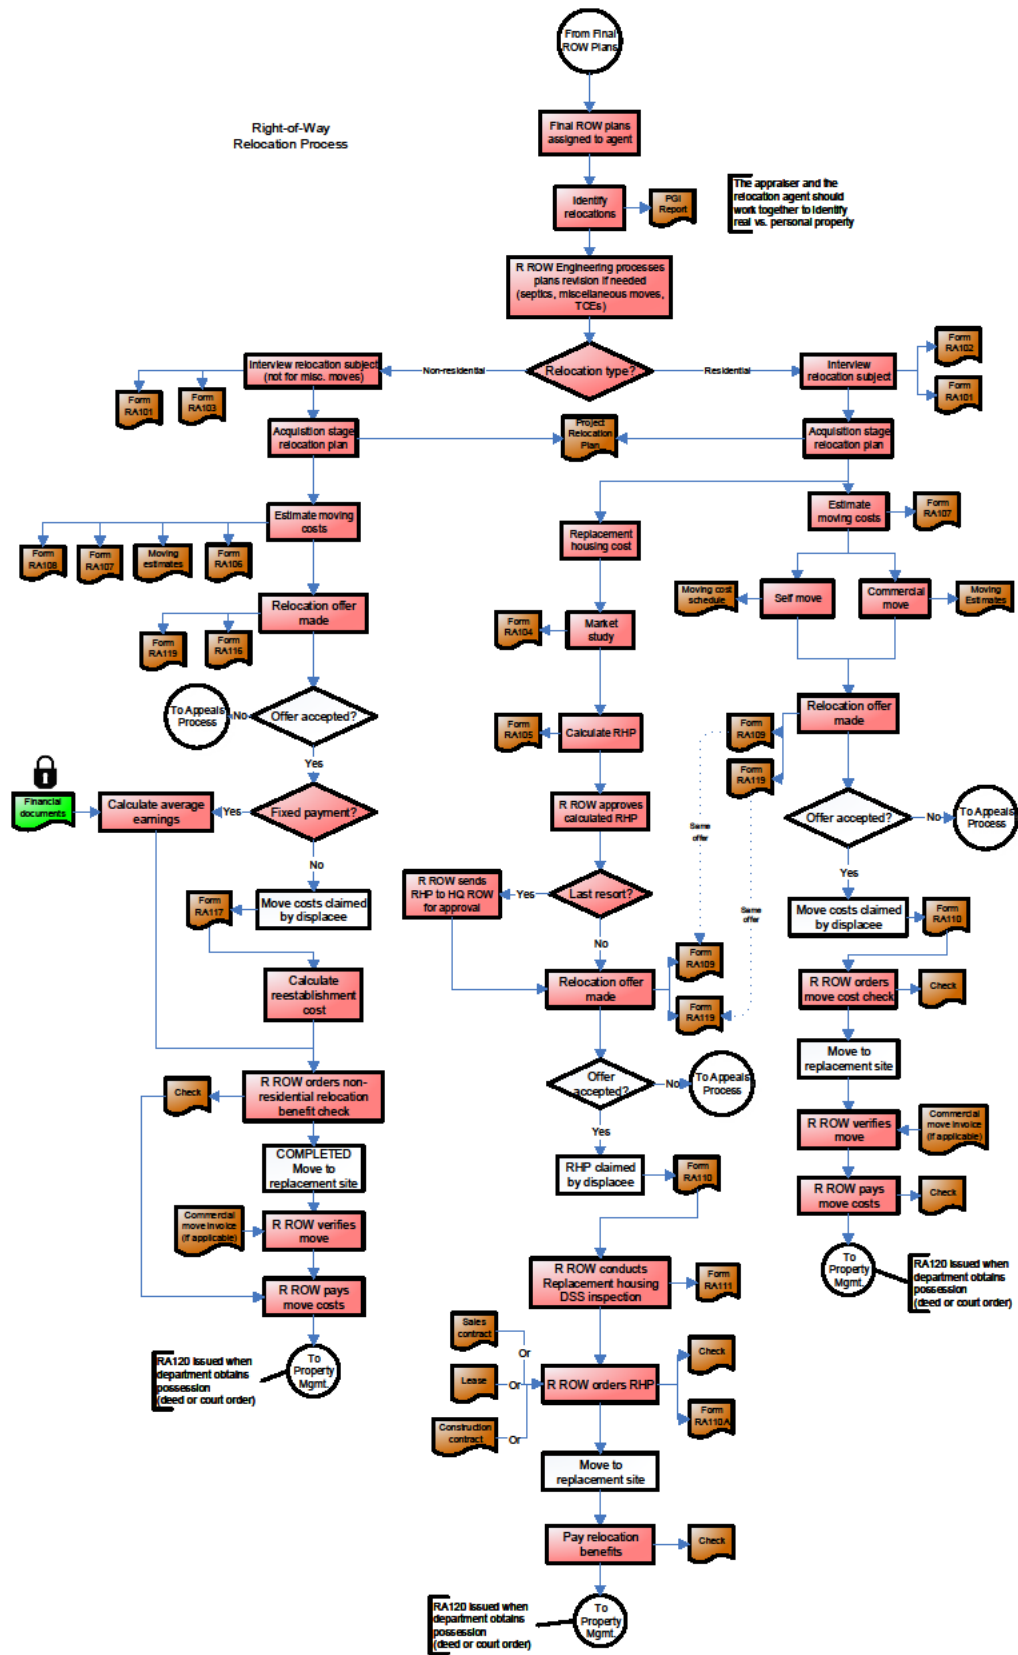 From Final
ROW Plans
Right-of-Way
Relocation Process
Final ROW plans
assigned to agent
Identify
relocations
PGI
Report
The appraiser and the
relocation agent should
work together to identify
real vs. personal property
R ROW Engineering processes
plans revision if needed
(septics, miscellaneous moves,
TCEs)
Relocation type?
Non-residential
Residential
Interview relocation subject
(not for misc. moves)
Form
RA101
Form
RA103
Interview
relocation subject
Form
RA102
Form
RA101
Acquisition stage
relocation plan
Project
Relocation
Plan
Acquisition stage
relocation plan
Estimate moving
costs
Form
RA108
Form
RA107
Moving
estimates
Form
RA106
Relocation offer
made
Form
RA119
Form
RA116
Offer accepted?
No
To Appeals
Process
Yes
Fixed payment?
Yes
Calculate average
earnings
Financial
documents
No
Move costs claimed
by displacee
Form
RA117
Calculate
reestablishment
cost
R ROW orders non-
residential relocation
benefit check
Check
COMPLETED
Move to
replacement site
R ROW verifies
move
Commercial
move invoice
(if applicable)
R ROW pays
move costs
To
Property
Mgmt.
RA120 issued when
department obtains
possession
(deed or court order)
Replacement
housing cost
Market
study
Form
RA104
Calculate RHP
Form
RA105
R ROW approves
calculated RHP
Last resort?
Yes
R ROW sends
RHP to HQ ROW
for approval
No
Relocation offer
made
Form
RA109
Form
RA119
Offer
accepted?
No
To Appeals
Process
Yes
RHP claimed
by displacee
Form
RA110
R ROW conducts
Replacement housing
DSS inspection
Form
RA111
Sales
contract
Or
Lease
Or
Construction
contract
Or
R ROW orders RHP
Check
Form
RA110A
Move to
replacement site
Pay relocation
benefits
Check
To
Property
Mgmt.
RA120 issued when
department obtains
possession
(deed or court order)
Estimate
moving costs
Form
RA107
Self move
Moving cost
schedule
Commercial
move
Moving
Estimates
Relocation offer
made
Form
RA109
Form
RA119
Same
offer
Same
offer
Offer accepted?
No
To Appeals
Process
Yes
Move costs claimed
by displacee
Form
RA110
R ROW orders
move cost check
Check
Move to
replacement site
R ROW verifies
move
Commercial
move invoice
(if applicable)
R ROW pays
move costs
Check
To
Property
Mgmt.
RA120 issued when
department obtains
possession
(deed or court order)